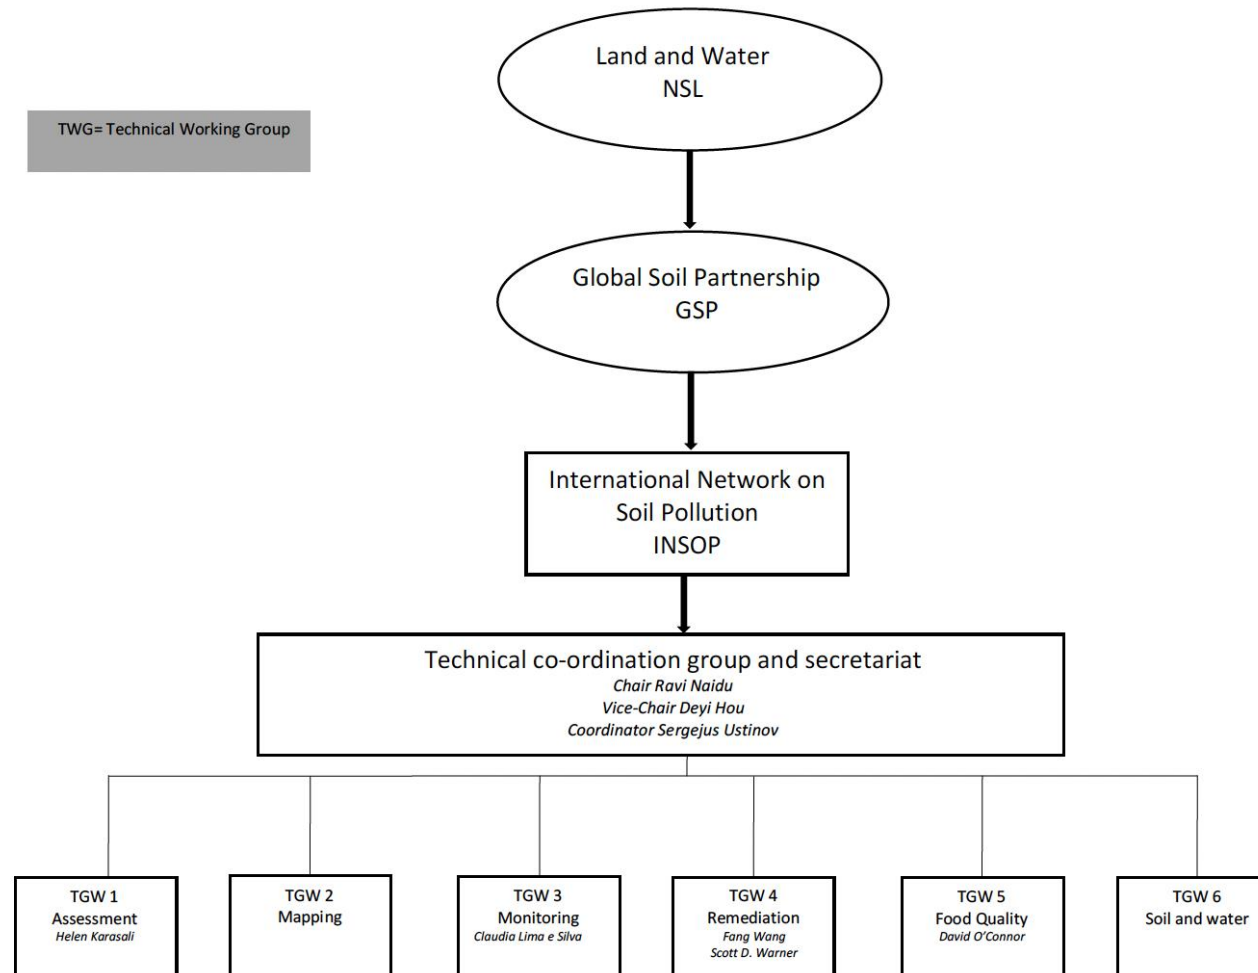 Land and Water
NSL
TWG= Technical Working Group
Global Soil Partnership
GSP
International Network on
Soil Pollution
INSOP
Technical co-ordination group and secretariat
Chair Ravi Naidu
Vice-Chair Deyi Hou
Coordinator Sergejus Ustinov
TGW 1
Assessment
Helen Karasali
TGW 2
Mapping
TGW 3
Monitoring
Claudia Lima e Silva
TGW 4
Remediation
Fang Wang
Scott D. Warner
TGW 5
Food Quality
David O’Connor
TGW 6
Soil and water